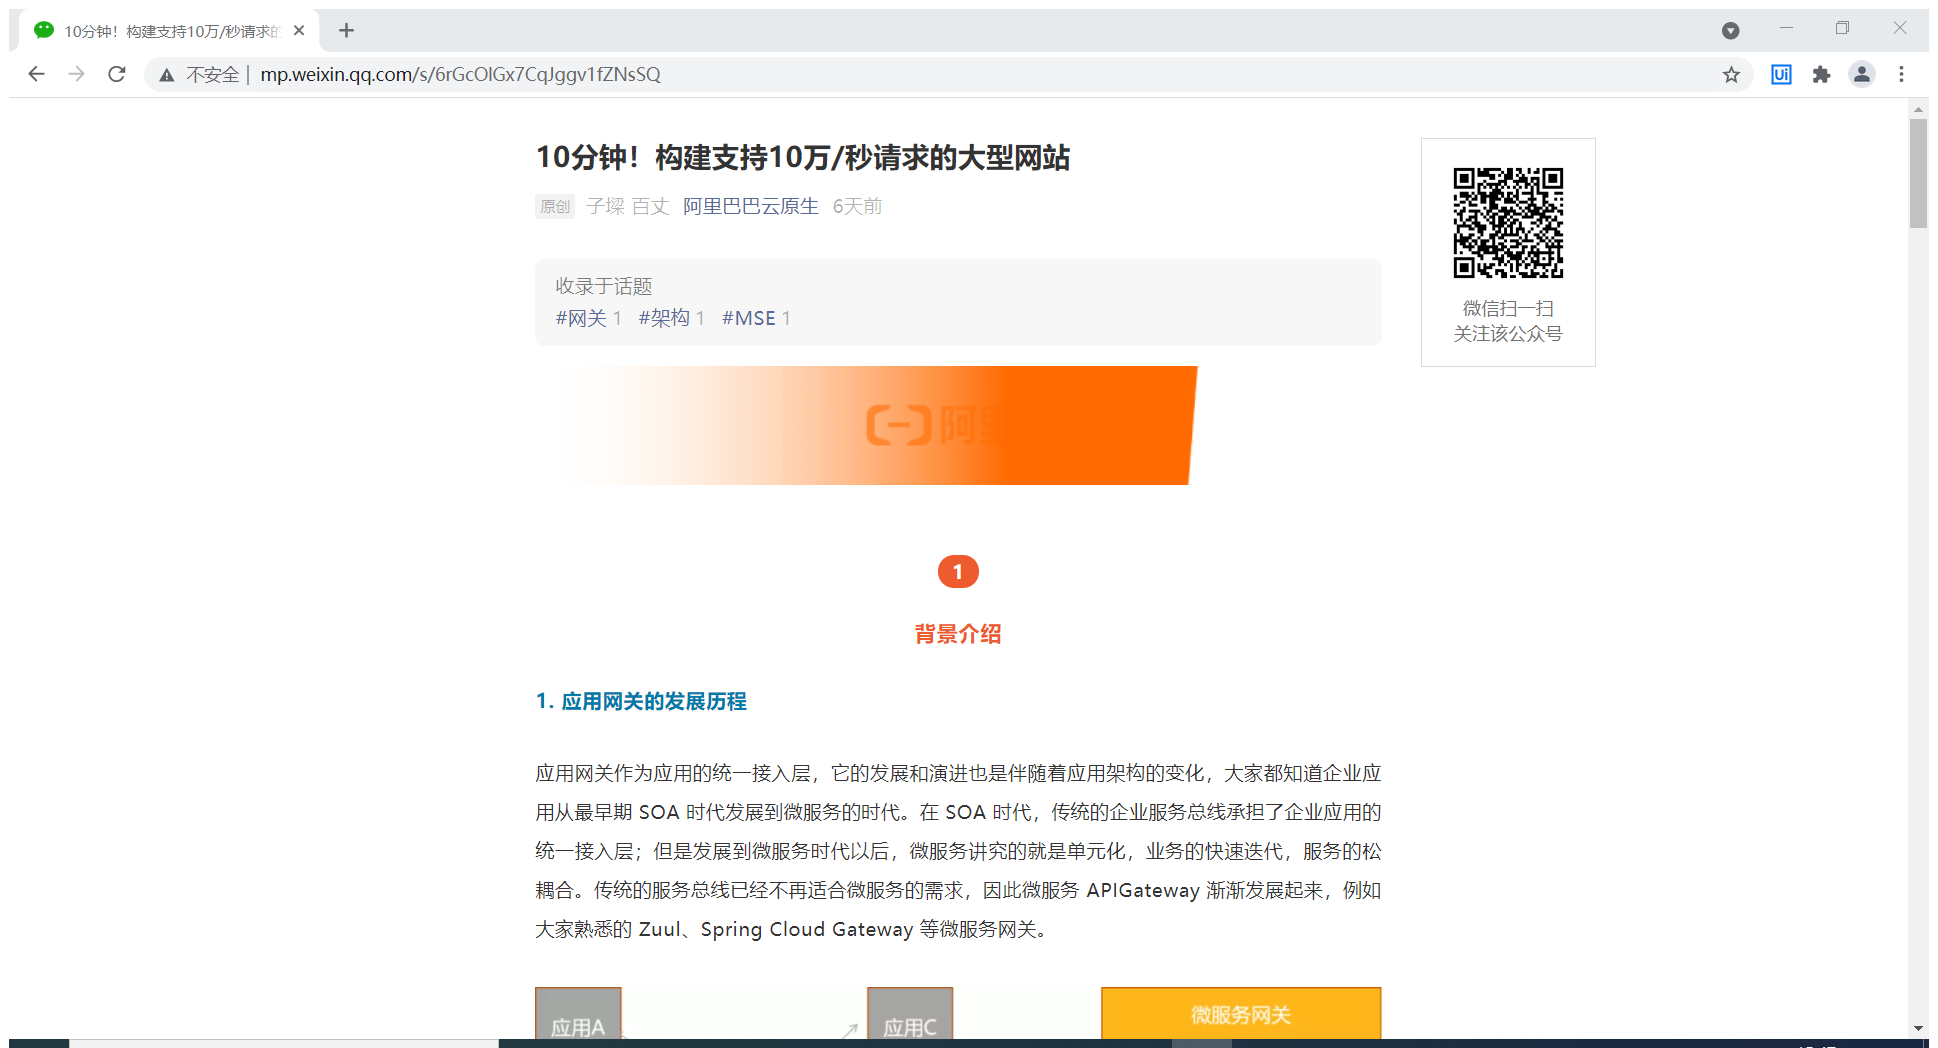 10分钟！构建支持10万/秒请求的
不安全 | mp.weixin.qq.com/s/6rGcOlGx7CqJggv1fZNsSQ
10分钟！构建支持10万/秒请求的大型网站
原创 子堔 百丈 阿里巴巴云原生 6天前
收录于话题
#网关 1 #架构 1 #MSE 1
微信扫一扫
关注该公众号
阿里
1
背景介绍
1. 应用网关的发展历程
应用网关作为应用的统一接入层，它的发展和演进也是伴随着应用架构的变化，大家都知道企业应
用从最早期 SOA 时代发展到微服务的时代。在 SOA 时代，传统的企业服务总线承担了企业应用的
统一接入层；但是发展到微服务时代以后，微服务讲究的就是单元化，业务的快速迭代，服务的松
耦合。传统的服务总线已经不再适合微服务的需求，因此微服务 APIGateway 渐渐发展起来，例如
大家熟悉的 Zuul、Spring Cloud Gateway 等微服务网关。
应用A
应用C
微服务网关